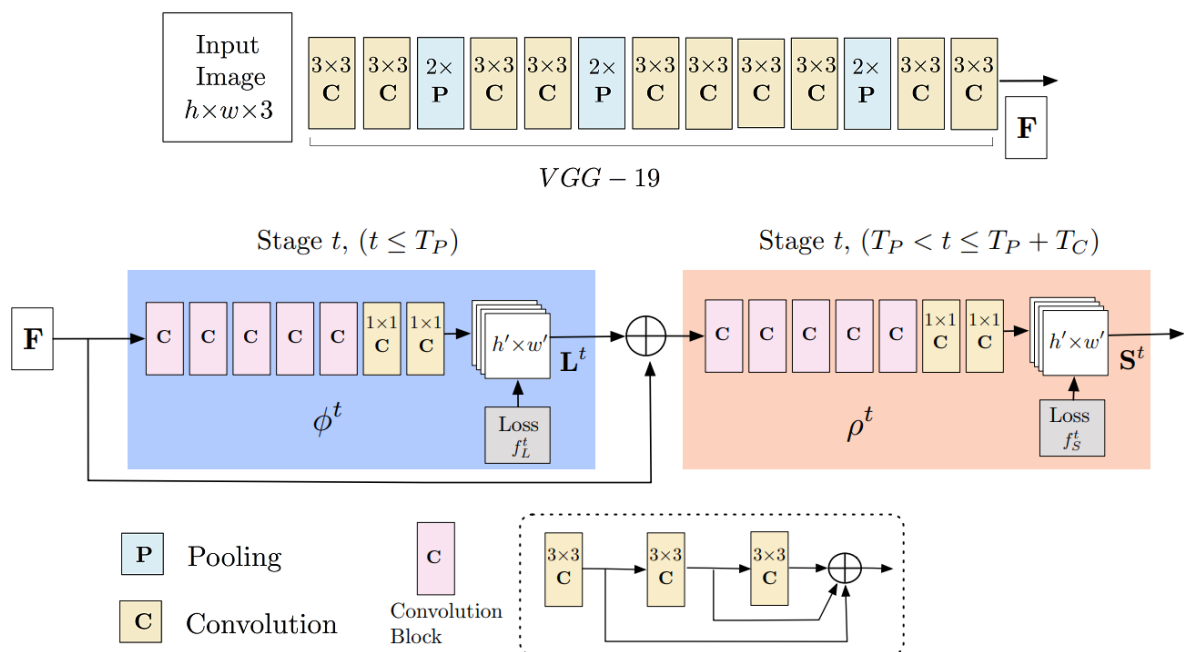 Input
Image
h×w×3
3×3 C
3×3 C
2× P
3×3 C
3×3 C
2× P
3×3 C
3×3 C
3×3 C
3×3 C
2× P
3×3 C
3×3 C
F
VGG − 19
Stage t, (t ≤ T_P)
Stage t, (T_P < t ≤ T_P + T_C)
F
C
C
C
C
C
1×1 C
1×1 C
h′×w′
L^t
Loss
f_L^t
ϕ^t
C
C
C
C
C
1×1 C
1×1 C
h′×w′
S^t
Loss
f_S^t
ρ^t
P Pooling
C Convolution
C
Convolution
Block
3×3 C
3×3 C
3×3 C